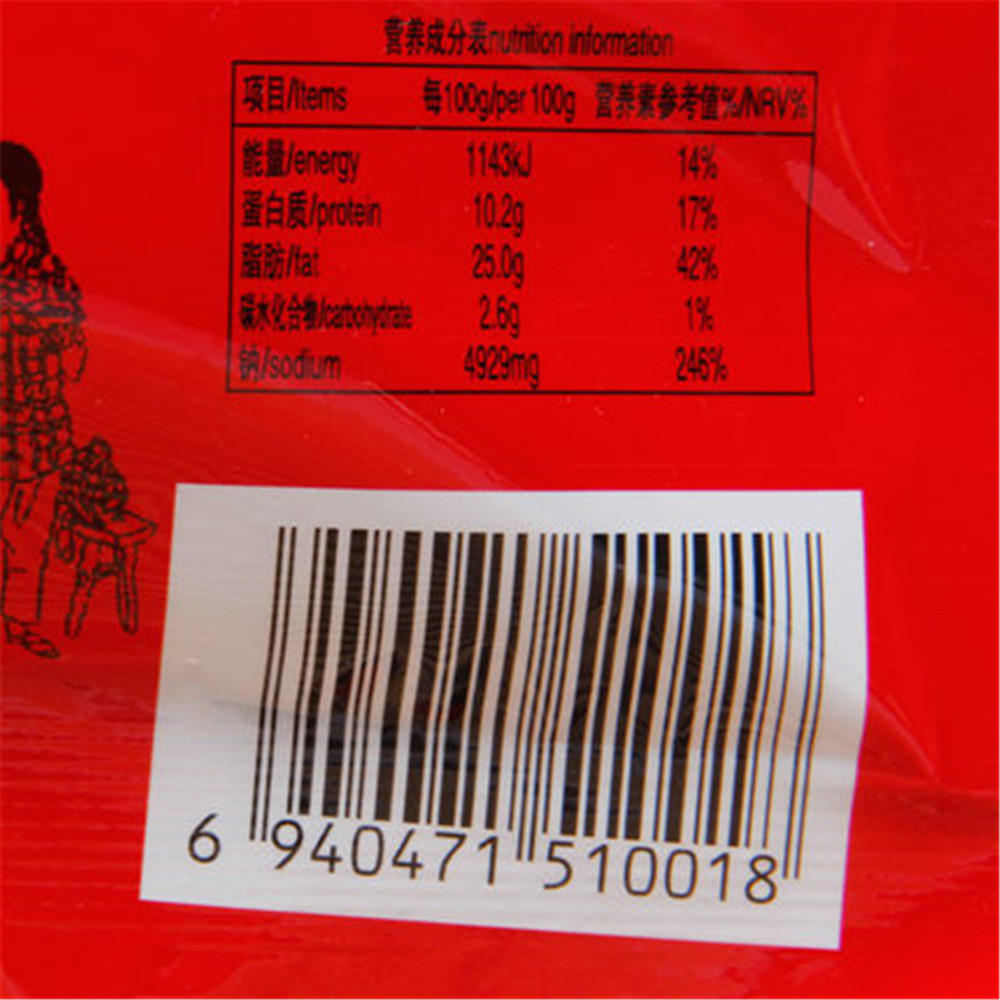 营养成分表nutrition information
项目/Items 每100g/per 100g 营养素参考值%/NRV%
能量/energy 1143kJ 14%
蛋白质/protein 10.2g 17%
脂肪/fat 25.0g 42%
碳水化合物/carbohydrate 2.6g 1%
钠/sodium 4929mg 246%
6 940471 510018